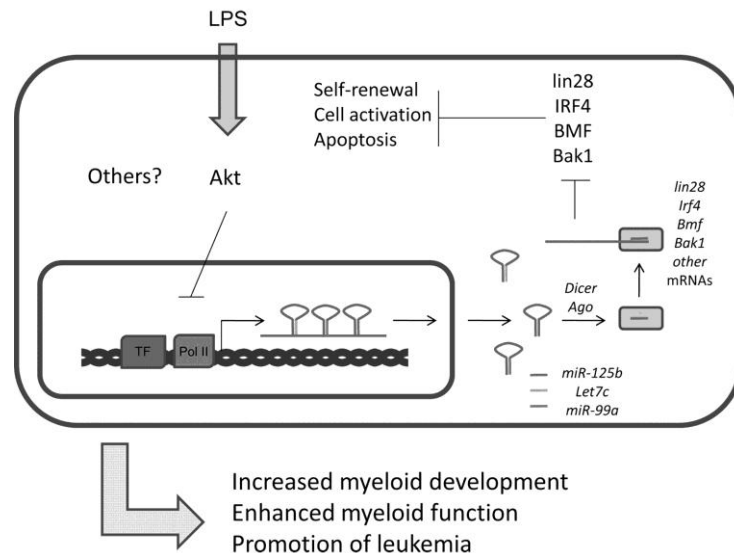 LPS
Self-renewal
Cell activation
Apoptosis
lin28
IRF4
BMF
Bak1
Others?
Akt
lin28
Irf4
Bmf
Bak1
other
mRNAs
Dicer
Ago
TF
Pol II
miR-125b
Let7c
miR-99a
Increased myeloid development
Enhanced myeloid function
Promotion of leukemia